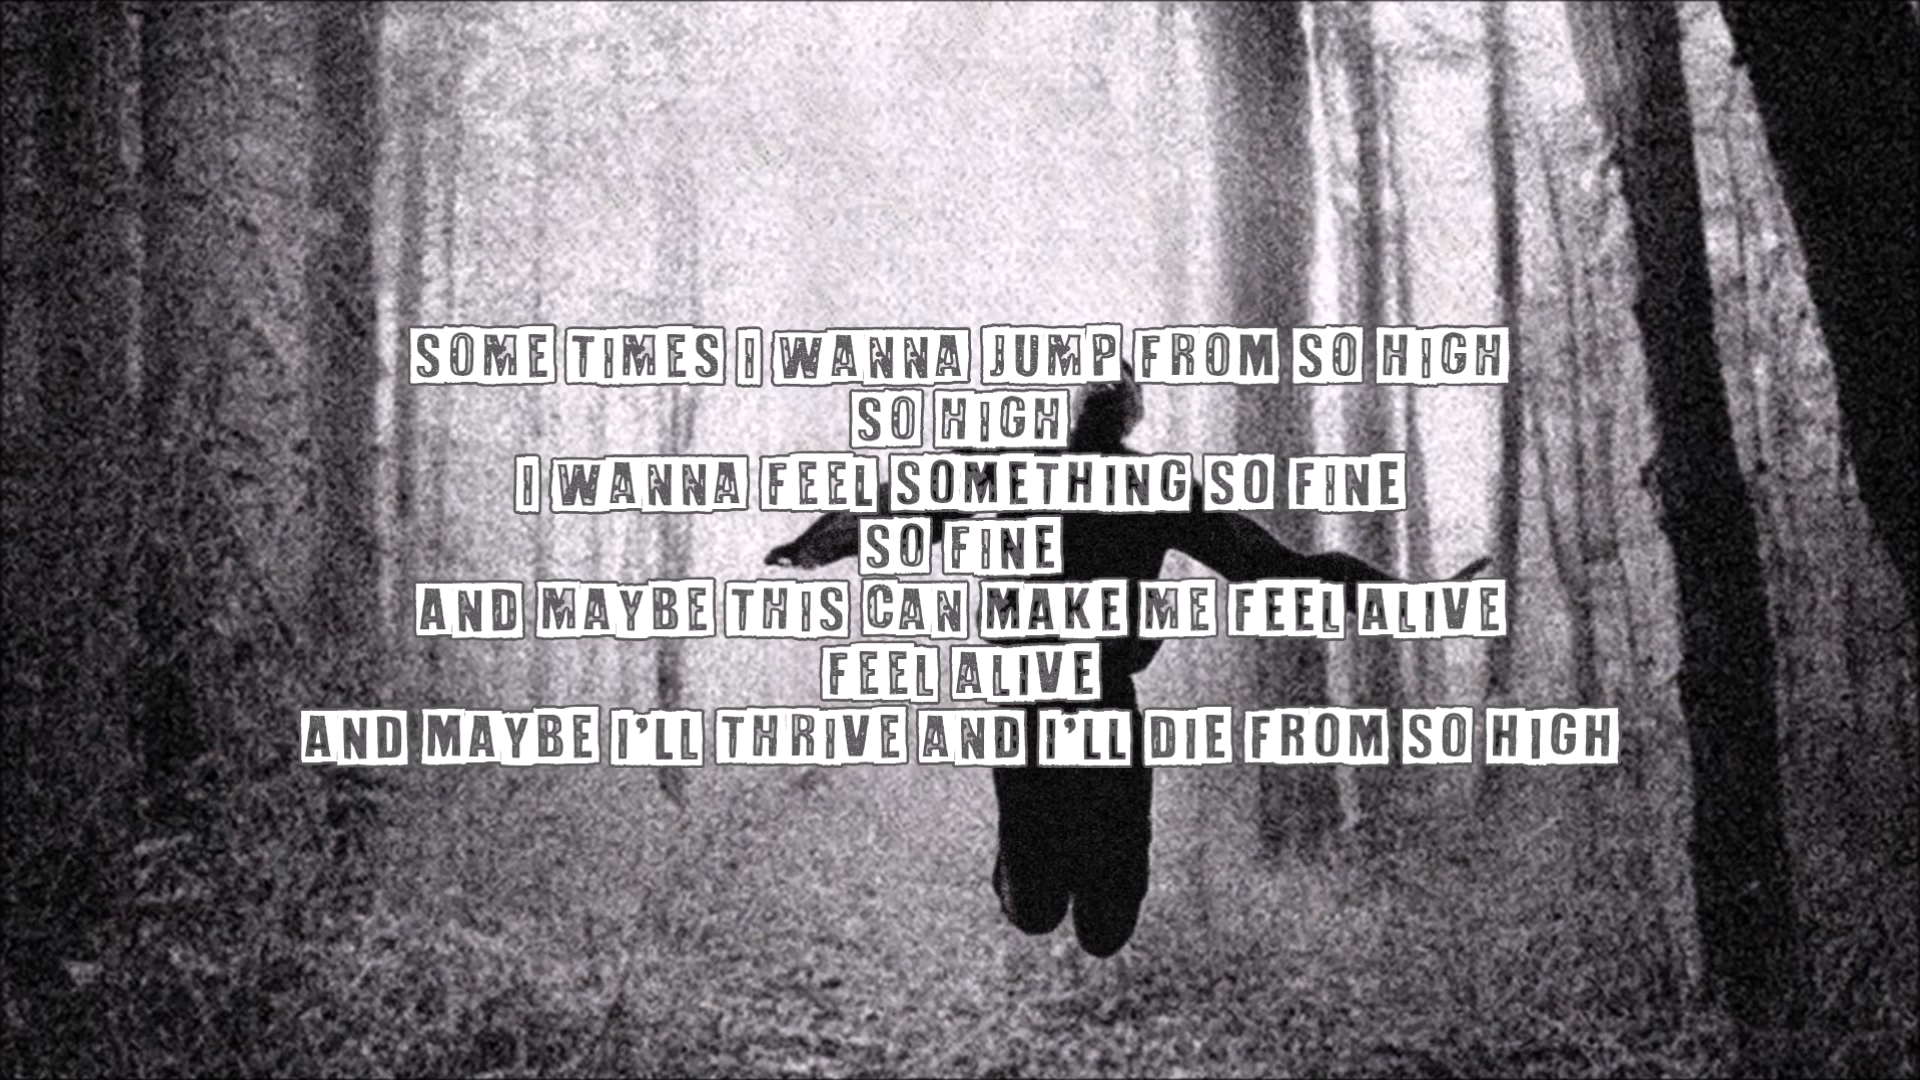 SOME TIMES I WANNA JUMP FROM SO HIGH
SO HIGH
I WANNA FEEL SOMETHING SO FINE
SO FINE
AND MAYBE THIS CAN MAKE ME FEEL ALIVE
FEEL ALIVE
AND MAYBE I'LL THRIVE AND I'LL DIE FROM SO HIGH